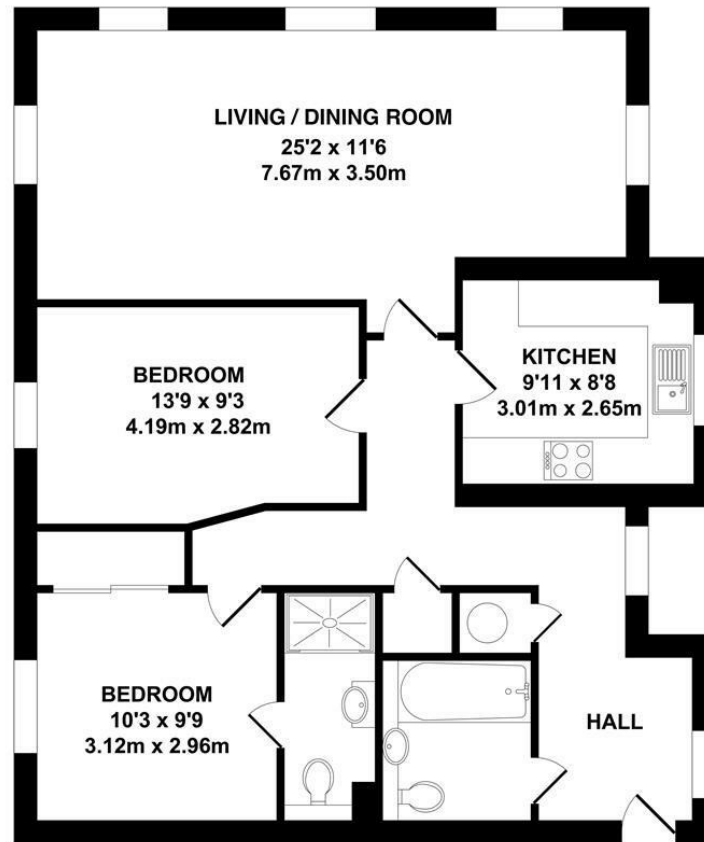 LIVING / DINING ROOM
25'2 x 11'6
7.67m x 3.50m
KITCHEN
9'11 x 8'8
3.01m x 2.65m
BEDROOM
13'9 x 9'3
4.19m x 2.82m
BEDROOM
10'3 x 9'9
3.12m x 2.96m
HALL